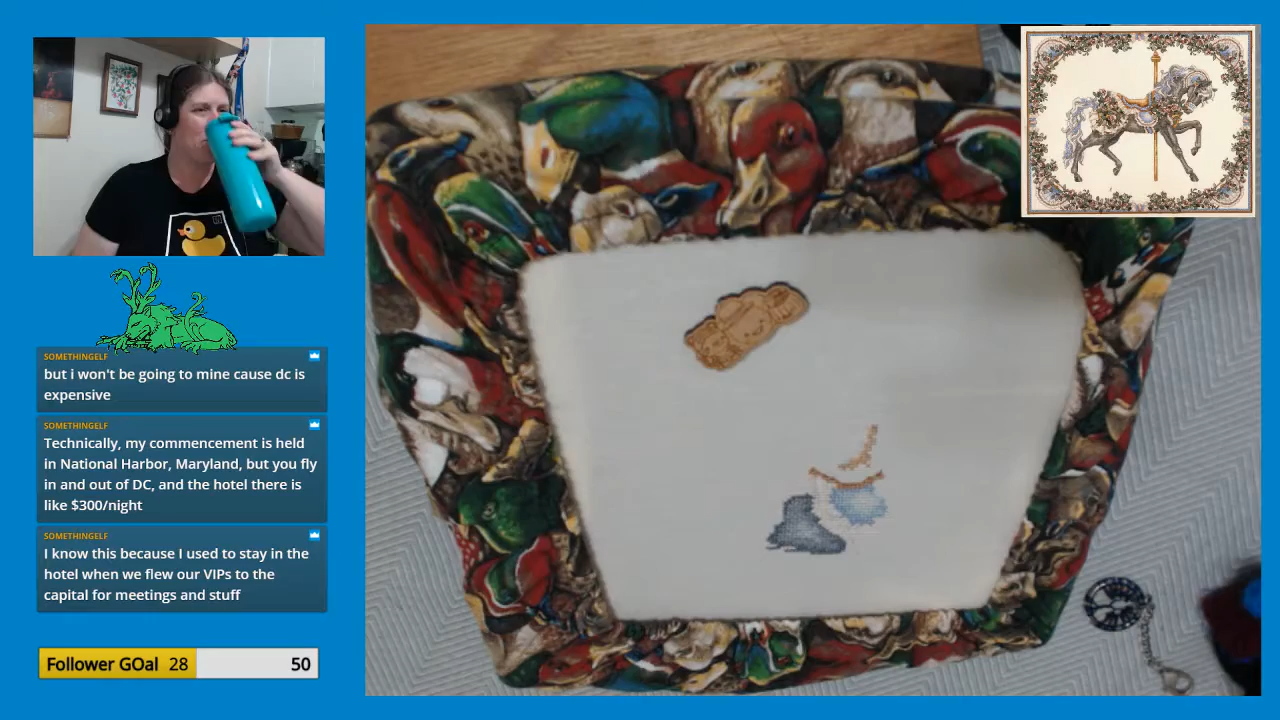 SOMETHINGELF
but i won't be going to mine cause dc is
expensive
SOMETHINGELF
Technically, my commencement is held
in National Harbor, Maryland, but you fly
in and out of DC, and the hotel there is
like $300/night
SOMETHINGELF
I know this because I used to stay in the
hotel when we flew our VIPs to the
capital for meetings and stuff
Follower GOal 28 50